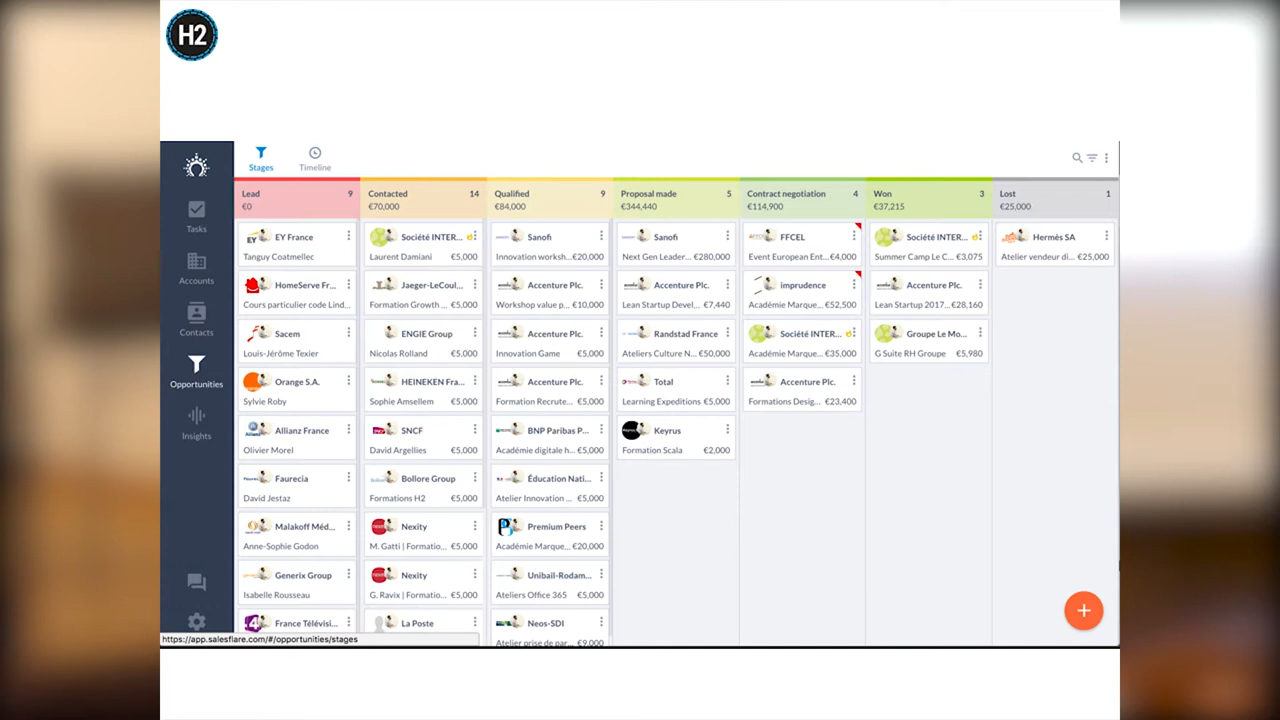 H2
Stages
Timeline
Tasks
Accounts
Contacts
Opportunities
Insights
Lead 9
€0
EY France
Tanguy Coatmellec
HomeServe Fr...
Cours particulier code Lind...
Sacem
Louis-Jérôme Texier
Orange S.A.
Sylvie Roby
Allianz France
Olivier Morel
Faurecia
David Jestaz
Malakoff Méd...
Anne-Sophie Godon
Generix Group
Isabelle Rousseau
France Télévisi...
Contacted 14
€70,000
Société INTER...
Laurent Damiani €5,000
Jaeger-LeCoul...
Formation Growth ... €5,000
ENGIE Group
Nicolas Rolland €5,000
HEINEKEN Fra...
Sophie Amsellem €5,000
SNCF
David Argellies €5,000
Bollore Group
Formations H2 €5,000
Nexity
M. Gatti | Formatio... €5,000
Nexity
G. Ravix | Formatio... €5,000
La Poste
Qualified 9
€84,000
Sanofi
Innovation worksh... €20,000
Accenture Plc.
Workshop value p... €10,000
Accenture Plc.
Innovation Game €5,000
Accenture Plc.
Formation Recrute... €5,000
BNP Paribas P...
Académie digitale h... €5,000
Éducation Nati...
Atelier Innovation ... €5,000
Premium Peers
Académie Marque... €20,000
Unibail-Rodam...
Ateliers Office 365 €5,000
Neos-SDI
Atelier prise de par... €9,000
Proposal made 5
€344,440
Sanofi
Next Gen Leader... €280,000
Accenture Plc.
Lean Startup Devel... €7,440
Randstad France
Ateliers Culture N... €50,000
Total
Learning Expeditions €5,000
Keyrus
Formation Scala €2,000
Contract negotiation 4
€114,900
FFCEL
Event European Ent... €4,000
imprudence
Académie Marque... €52,500
Société INTER...
Académie Marque... €35,000
Accenture Plc.
Formations Desig... €23,400
Won 3
€37,215
Société INTER...
Summer Camp Le C... €3,075
Accenture Plc.
Lean Startup 2017... €28,160
Groupe Le Mo...
G Suite RH Groupe €5,980
Lost 1
€25,000
Hermès SA
Atelier vendeur di... €25,000
https://app.salesflare.com/#/opportunities/stages